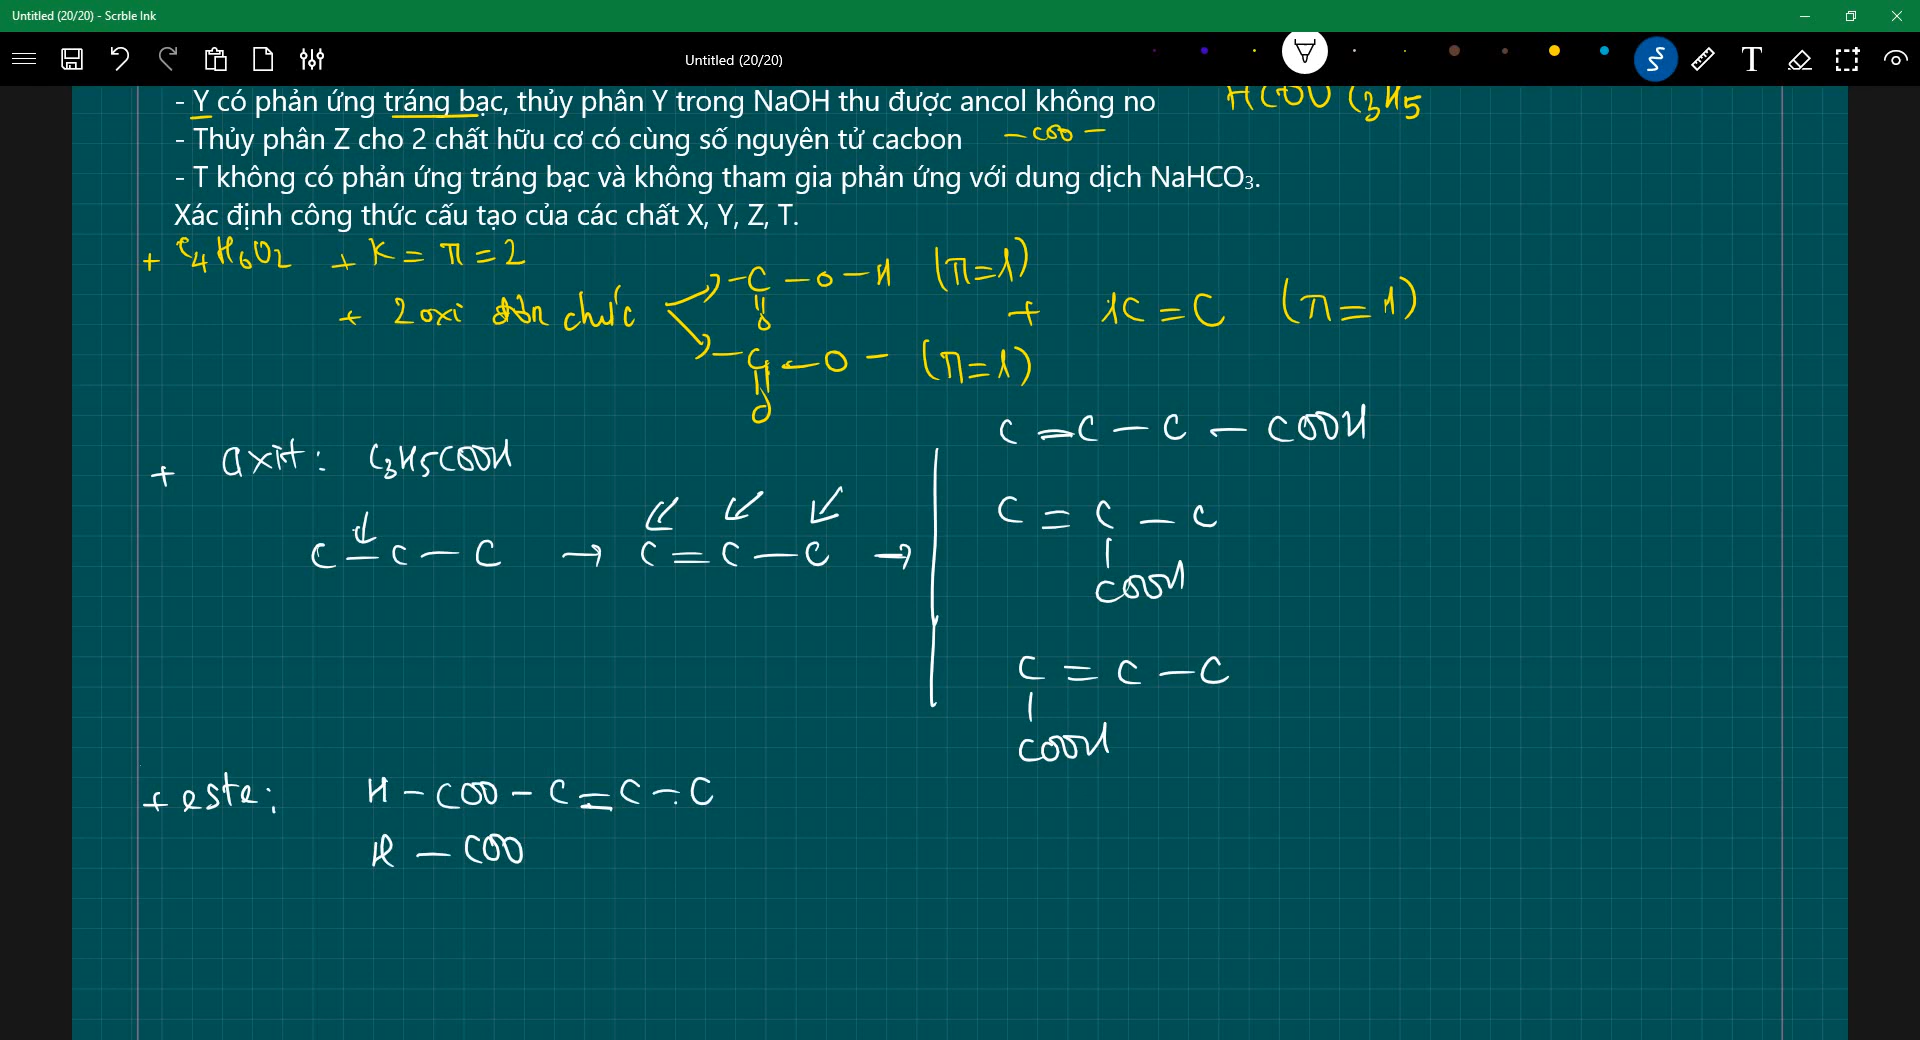 Untitled (20/20) - Scrble Ink
Untitled (20/20)
T
- Y có phản ứng tráng bạc, thủy phân Y trong NaOH thu được ancol không no HCOO C3H5
- Thủy phân Z cho 2 chất hữu cơ có cùng số nguyên tử cacbon - coo -
- T không có phản ứng tráng bạc và không tham gia phản ứng với dung dịch NaHCO₃.
Xác định công thức cấu tạo của các chất X, Y, Z, T.
+ C4H6O2 + K = π = 2
- C - O - H (π=1)
+ 2 oxi đơn chức + 1C = C (π = 1)
O
- C - O - (π=1)
O
C = C - C - COOH
+ axit: C3H5COOH
C = C - C
C - C - C → C = C - C →
COOH
C = C - C
COOH
+ este: H - COO - C = C - C
H - COO